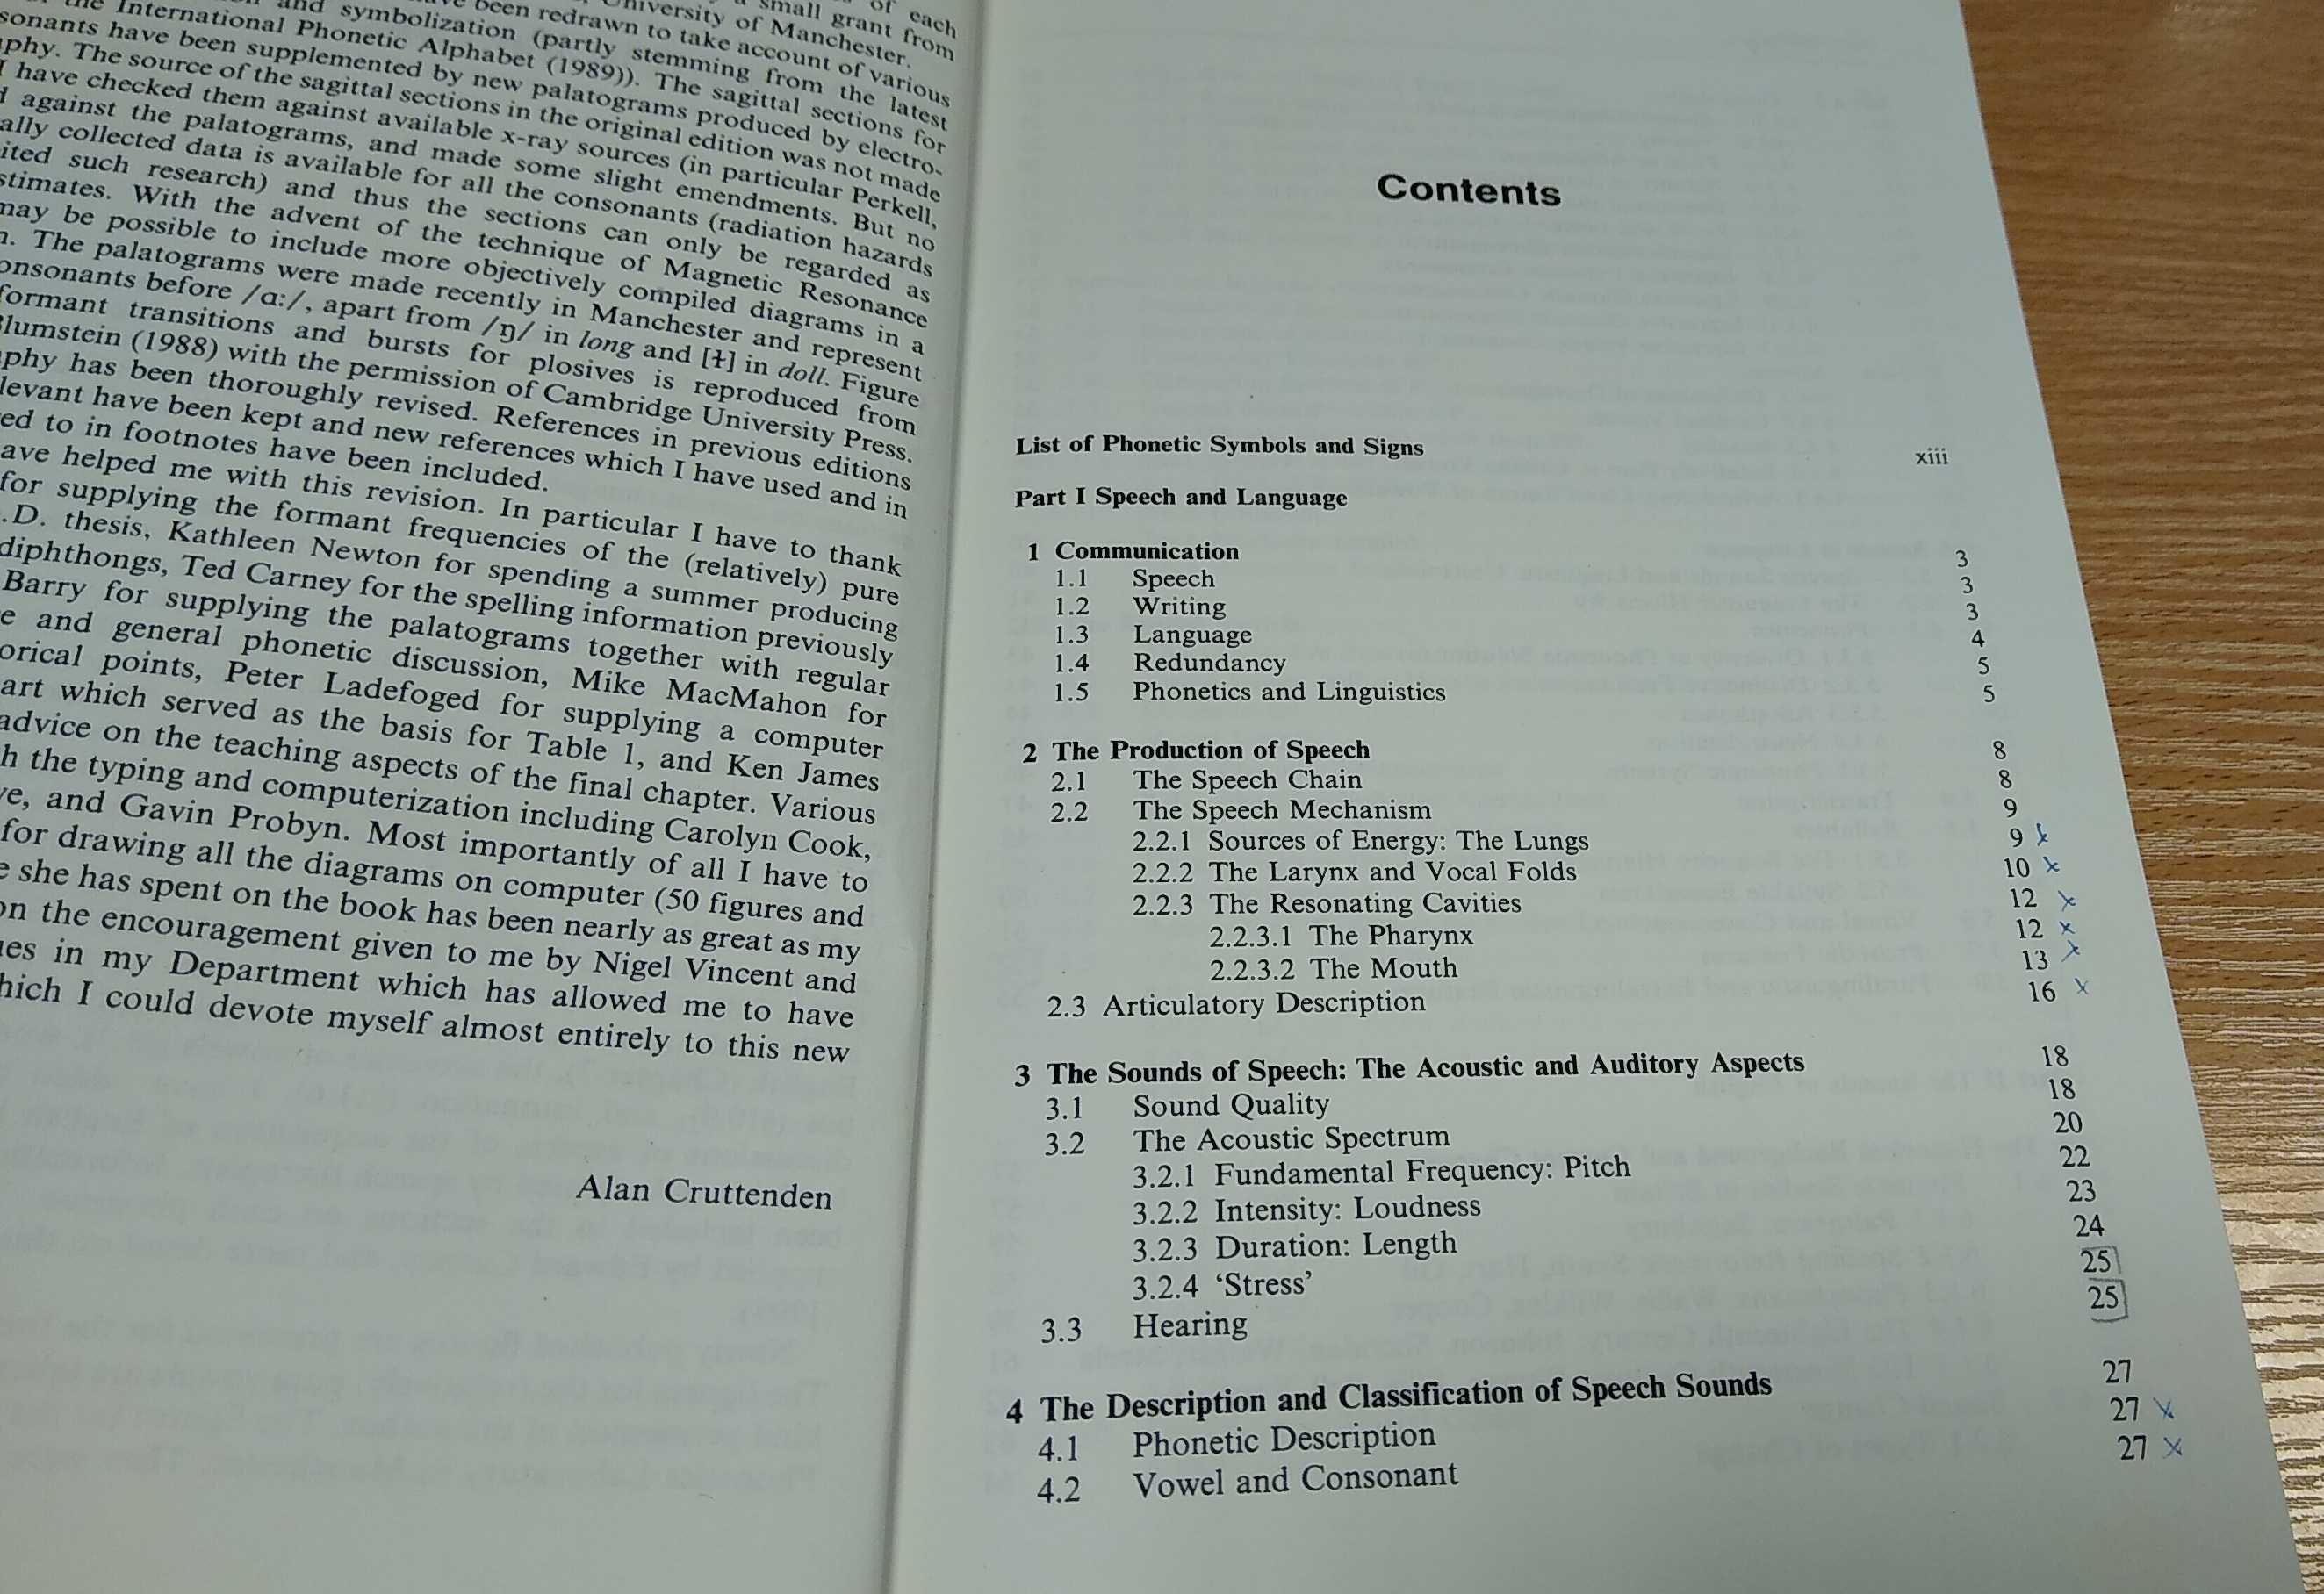 of each
small grant from
University of Manchester.
been redrawn to take account of various
and symbolization (partly stemming from the latest
the International Phonetic Alphabet (1989)). The sagittal sections for
sonants have been supplemented by new palatograms produced by electro-
phy. The source of the sagittal sections in the original edition was not made
I have checked them against available x-ray sources (in particular Perkell,
against the palatograms, and made some slight emendments. But no
ally collected data is available for all the consonants (radiation hazards
ited such research) and thus the sections can only be regarded as
stimates. With the advent of the technique of Magnetic Resonance
may be possible to include more objectively compiled diagrams in a
n. The palatograms were made recently in Manchester and represent
onsonants before /ɑː/, apart from /ŋ/ in long and [ɫ] in doll. Figure
formant transitions and bursts for plosives is reproduced from
Blumstein (1988) with the permission of Cambridge University Press.
phy has been thoroughly revised. References in previous editions
levant have been kept and new references which I have used and in
ed to in footnotes have been included.
ave helped me with this revision. In particular I have to thank
for supplying the formant frequencies of the (relatively) pure
.D. thesis, Kathleen Newton for spending a summer producing
diphthongs, Ted Carney for the spelling information previously
Barry for supplying the palatograms together with regular
e and general phonetic discussion, Mike MacMahon for
orical points, Peter Ladefoged for supplying a computer
art which served as the basis for Table 1, and Ken James
advice on the teaching aspects of the final chapter. Various
h the typing and computerization including Carolyn Cook,
ve, and Gavin Probyn. Most importantly of all I have to
for drawing all the diagrams on computer (50 figures and
e she has spent on the book has been nearly as great as my
on the encouragement given to me by Nigel Vincent and
ues in my Department which has allowed me to have
hich I could devote myself almost entirely to this new
Alan Cruttenden
Contents
List of Phonetic Symbols and Signs xiii
Part I Speech and Language
1 Communication 3
1.1 Speech 3
1.2 Writing 3
1.3 Language 4
1.4 Redundancy 5
1.5 Phonetics and Linguistics 5
2 The Production of Speech 8
2.1 The Speech Chain 8
2.2 The Speech Mechanism 9
2.2.1 Sources of Energy: The Lungs 9 x
2.2.2 The Larynx and Vocal Folds 10 x
2.2.3 The Resonating Cavities 12 x
2.2.3.1 The Pharynx 12 x
2.2.3.2 The Mouth 13 x
2.3 Articulatory Description 16 x
3 The Sounds of Speech: The Acoustic and Auditory Aspects 18
3.1 Sound Quality 18
3.2 The Acoustic Spectrum 20
3.2.1 Fundamental Frequency: Pitch 22
3.2.2 Intensity: Loudness 23
3.2.3 Duration: Length 24
3.2.4 ‘Stress’ 25
3.3 Hearing 25
4 The Description and Classification of Speech Sounds 27
4.1 Phonetic Description 27 x
4.2 Vowel and Consonant 27 x